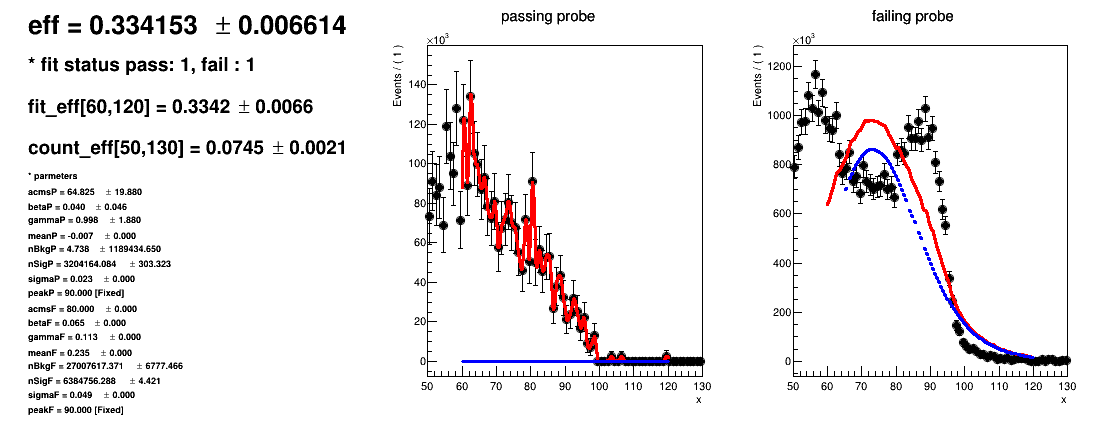 eff = 0.334153 ± 0.006614
* fit status pass: 1, fail : 1
fit_eff[60,120] = 0.3342 ± 0.0066
count_eff[50,130] = 0.0745 ± 0.0021
* parmeters
acmsP = 64.825 ± 19.880
betaP = 0.040 ± 0.046
gammaP = 0.998 ± 1.880
meanP = -0.007 ± 0.000
nBkgP = 4.738 ± 1189434.650
nSigP = 3204164.084 ± 303.323
sigmaP = 0.023 ± 0.000
peakP = 90.000 [Fixed]
acmsF = 80.000 ± 0.000
betaF = 0.065 ± 0.000
gammaF = 0.113 ± 0.000
meanF = 0.235 ± 0.000
nBkgF = 27007617.371 ± 6777.466
nSigF = 6384756.288 ± 4.421
sigmaF = 0.049 ± 0.000
peakF = 90.000 [Fixed]
passing probe
×10³
Events / ( 1 )
140
120
100
80
60
40
20
0
50 60 70 80 90 100 110 120 130
x
failing probe
×10³
Events / ( 1 )
1200
1000
800
600
400
200
0
50 60 70 80 90 100 110 120 130
x